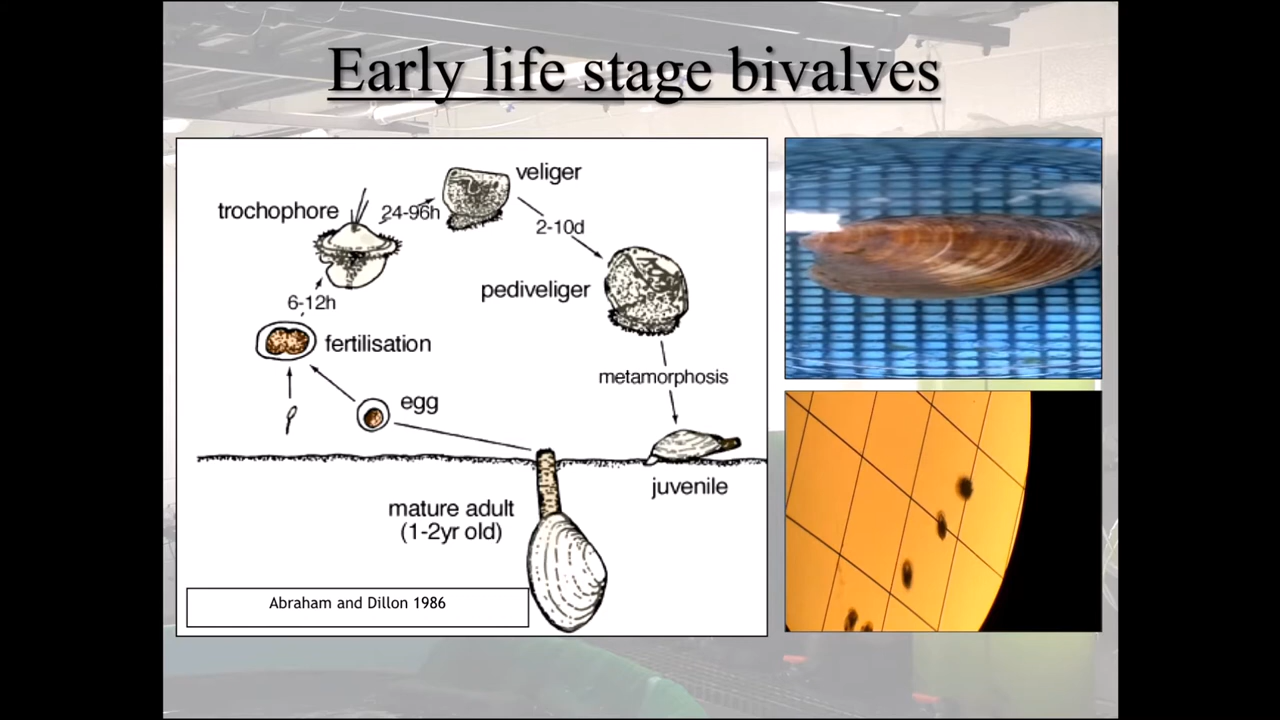 Early life stage bivalves
veliger
trochophore
24-96h
2-10d
pediveliger
6-12h
fertilisation
metamorphosis
egg
juvenile
mature adult
(1-2yr old)
Abraham and Dillon 1986